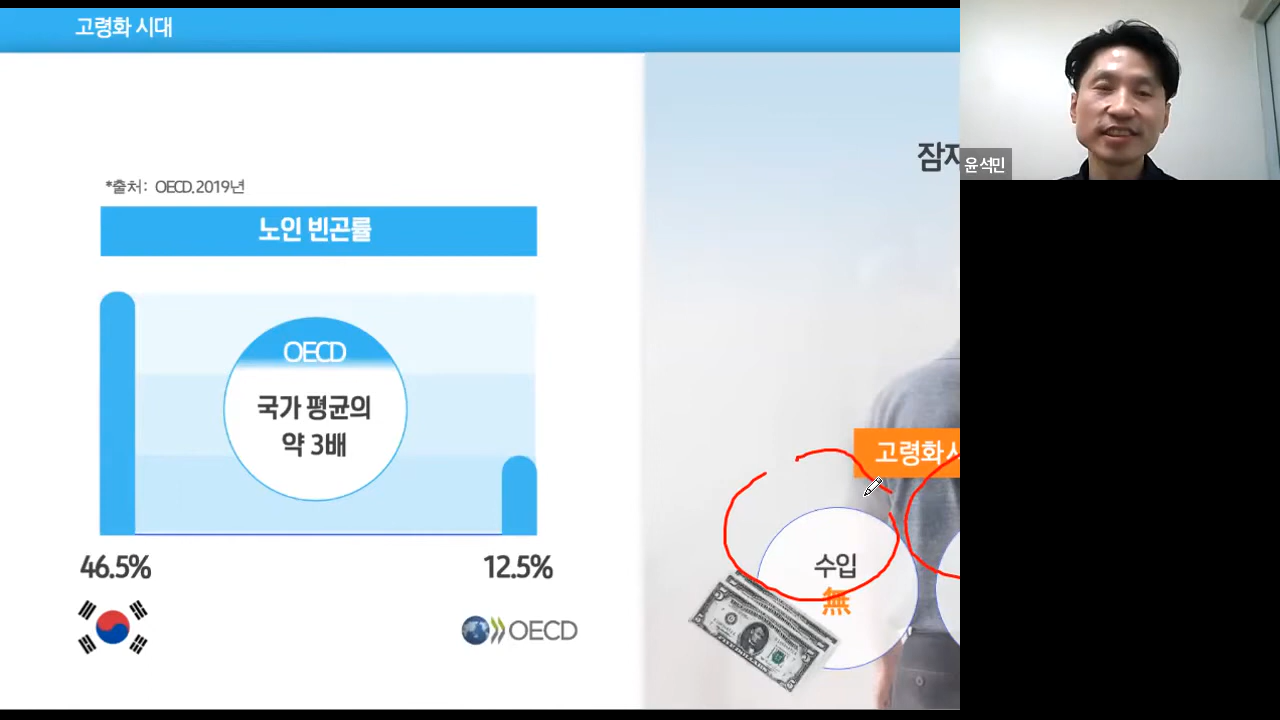 고령화 시대
*출처: OECD.2019년
노인 빈곤률
OECD
국가 평균의
약 3배
46.5%
12.5%
OECD
윤석민
고령화
수입
無